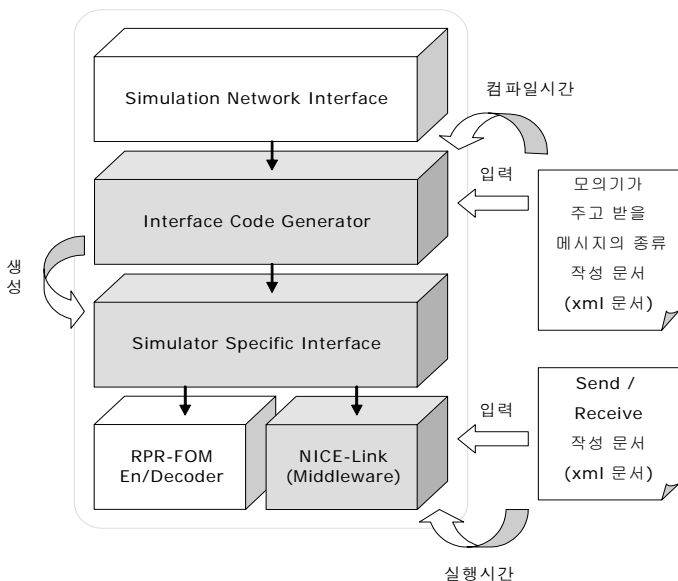 Simulation Network Interface
컴파일시간
입력
Interface Code Generator
모의기가
주고 받을
메시지의 종류
작성 문서
(xml 문서)
생
성
Simulator Specific Interface
입력
Send /
Receive
작성 문서
(xml 문서)
RPR-FOM
En/Decoder
NICE-Link
(Middleware)
실행시간